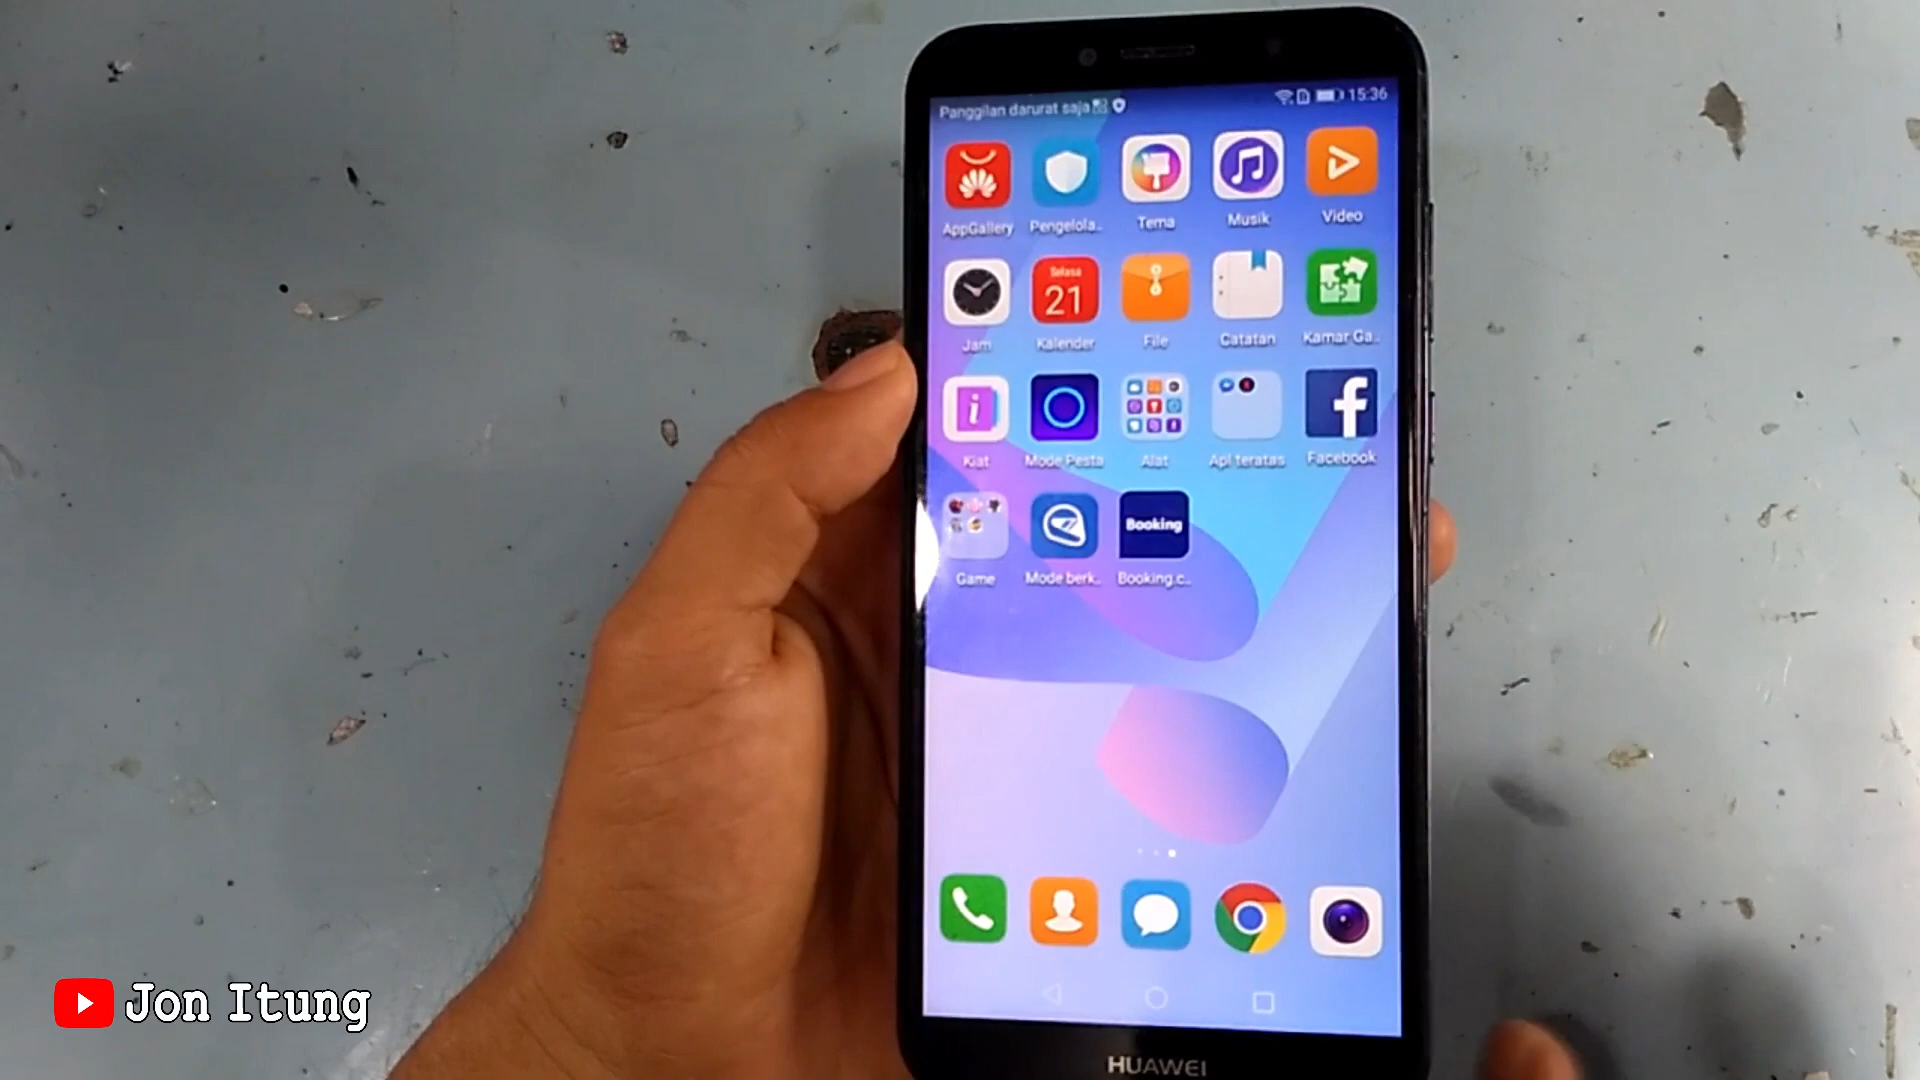 Panggilan darurat saja 15:36
AppGallery Pengelola.. Tema Musik Video
Selasa
21
Jam Kalender File Catatan Kamar Ga..
Kiat Mode Pesta Alat Apl teratas Facebook
Booking
Game Mode berk.. Booking.c..
HUAWEI
Jon Itung